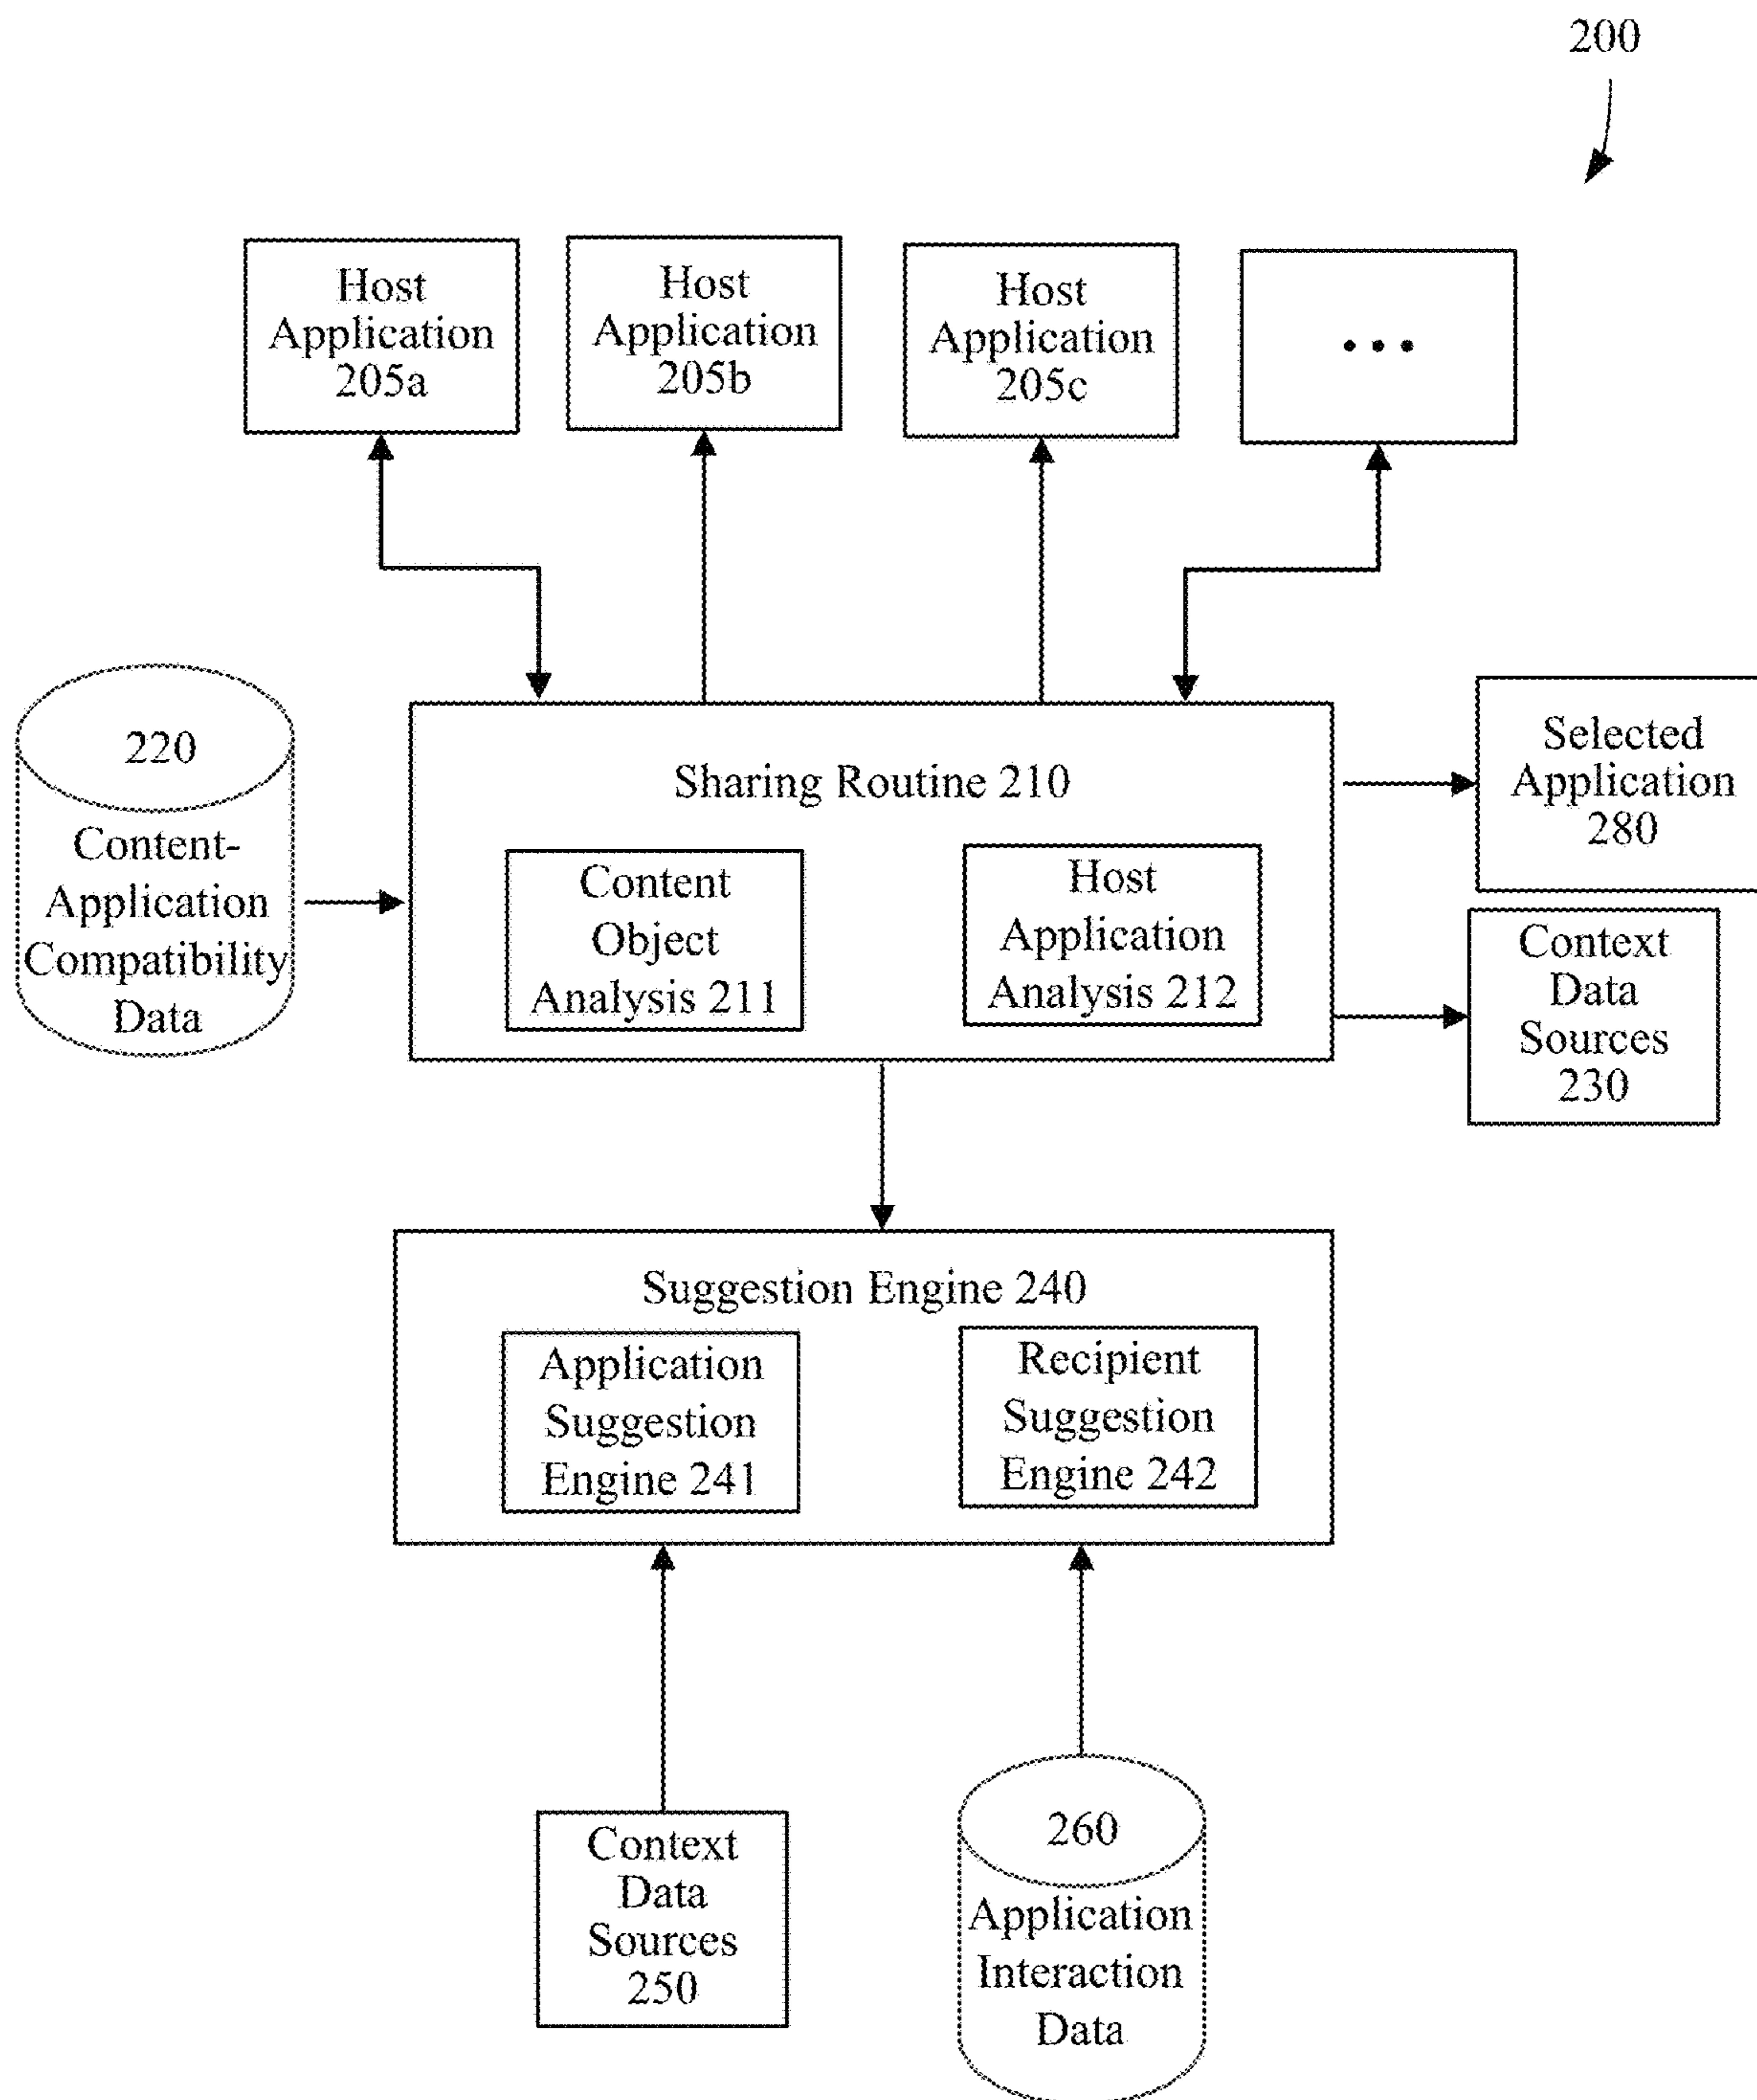 200
Host
Application
205a
Host
Application
205b
Host
Application
205c
...
220
Content-
Application
Compatibility
Data
Sharing Routine 210
Content
Object
Analysis 211
Host
Application
Analysis 212
Selected
Application
280
Context
Data
Sources
230
Suggestion Engine 240
Application
Suggestion
Engine 241
Recipient
Suggestion
Engine 242
Context
Data
Sources
250
260
Application
Interaction
Data